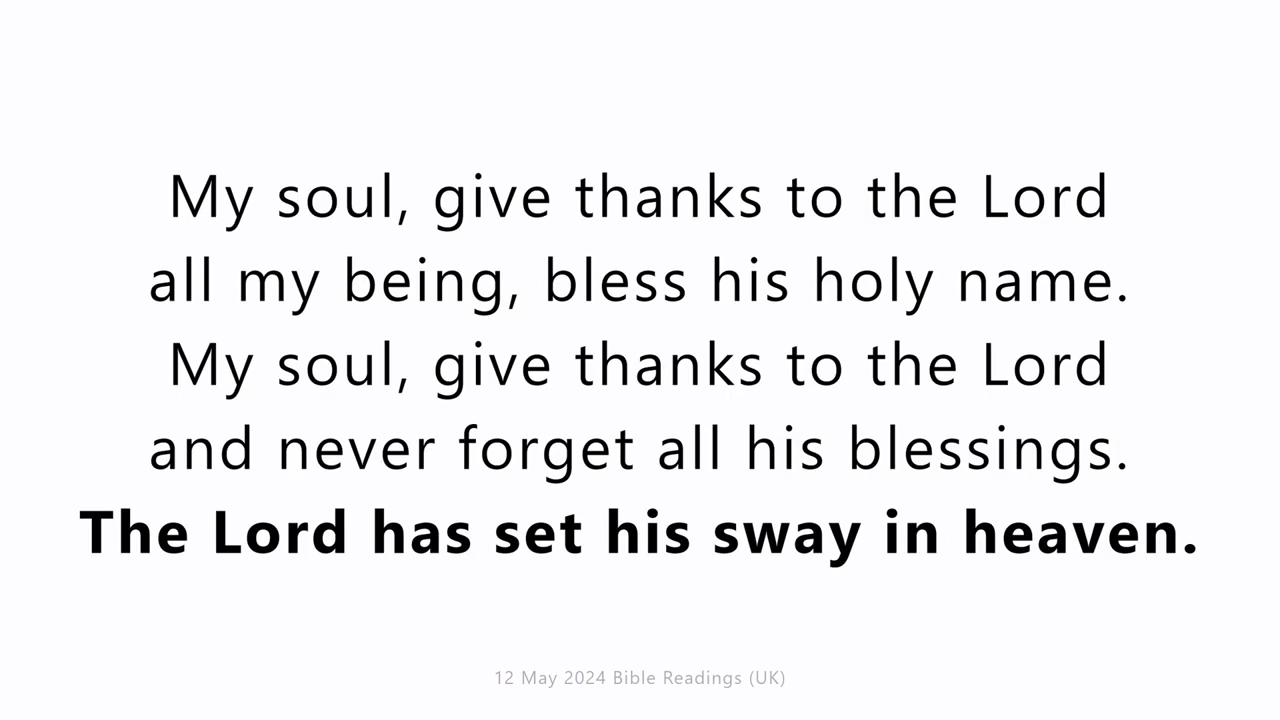 My soul, give thanks to the Lord
all my being, bless his holy name.
My soul, give thanks to the Lord
and never forget all his blessings.
The Lord has set his sway in heaven.
12 May 2024 Bible Readings (UK)